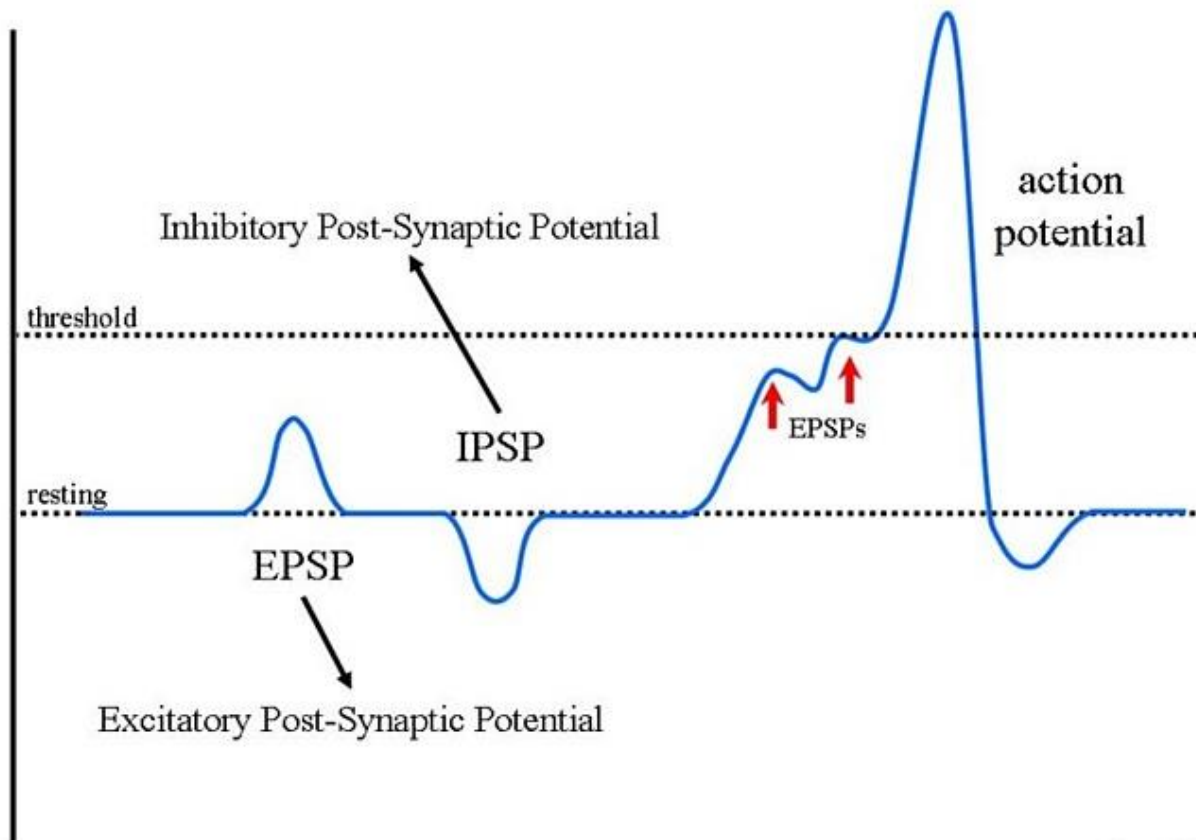 action
potential
Inhibitory Post-Synaptic Potential
threshold
EPSPs
IPSP
resting
EPSP
Excitatory Post-Synaptic Potential